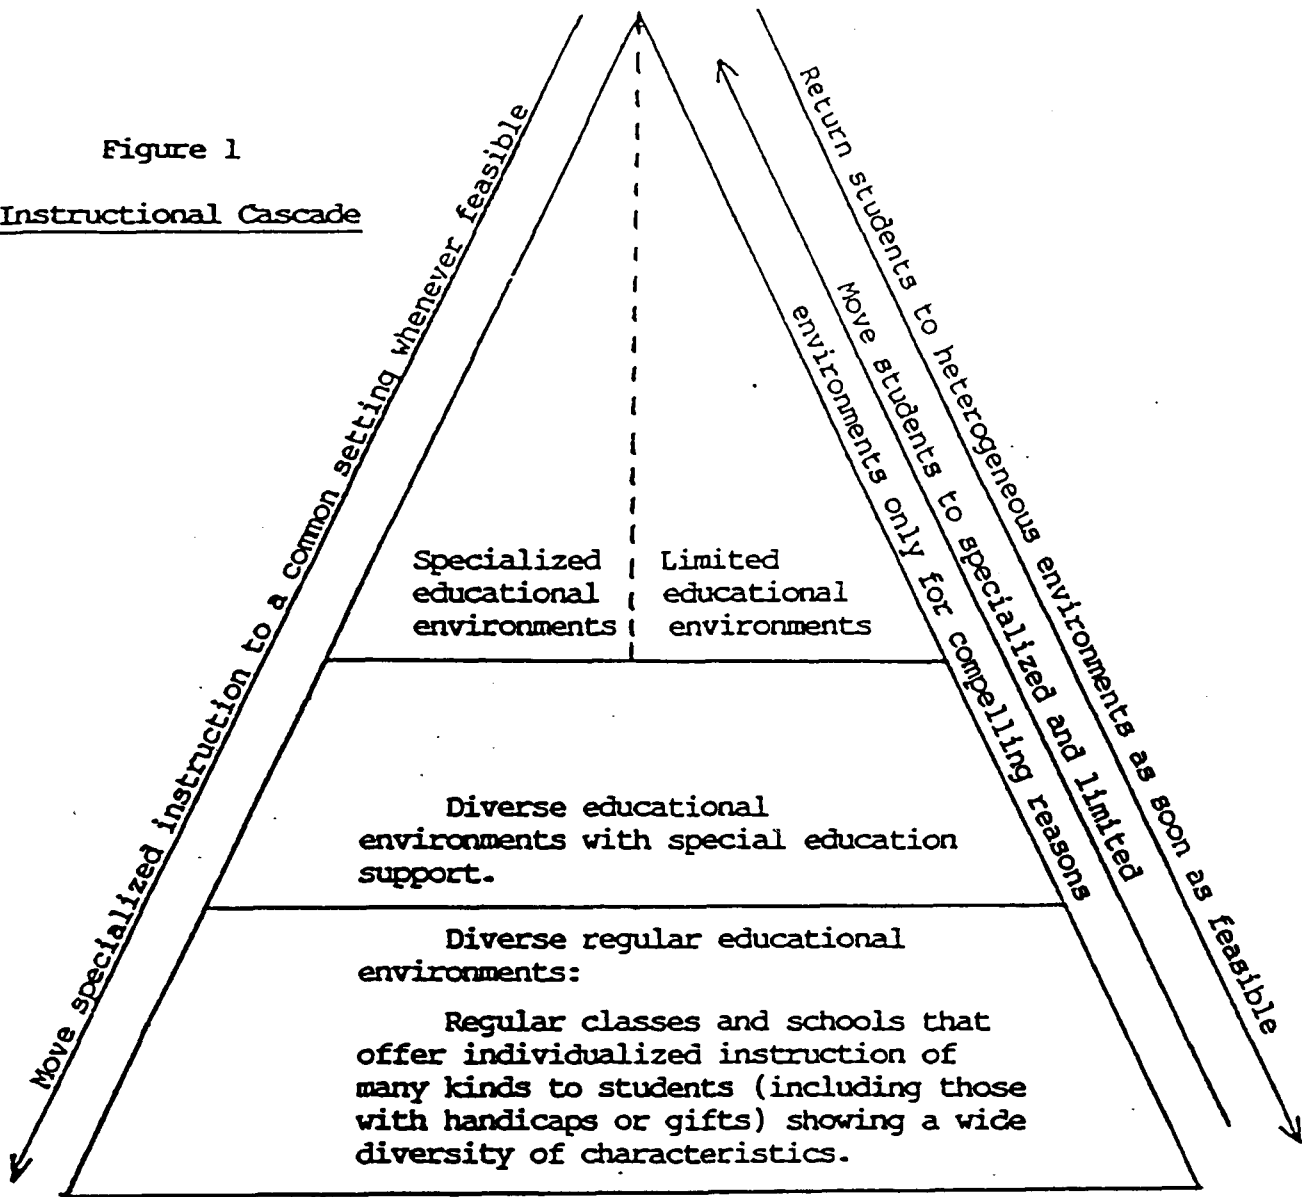 Figure 1
Instructional Cascade
Move specialized instruction to a common setting whenever feasible
Return students to heterogeneous environments as soon as feasible
Move students to specialized and limited
environments only for compelling reasons
Specialized
educational
environments
Limited
educational
environments
Diverse educational
environments with special education
support.
Diverse regular educational
environments:
Regular classes and schools that
offer individualized instruction of
many kinds to students (including those
with handicaps or gifts) showing a wide
diversity of characteristics.